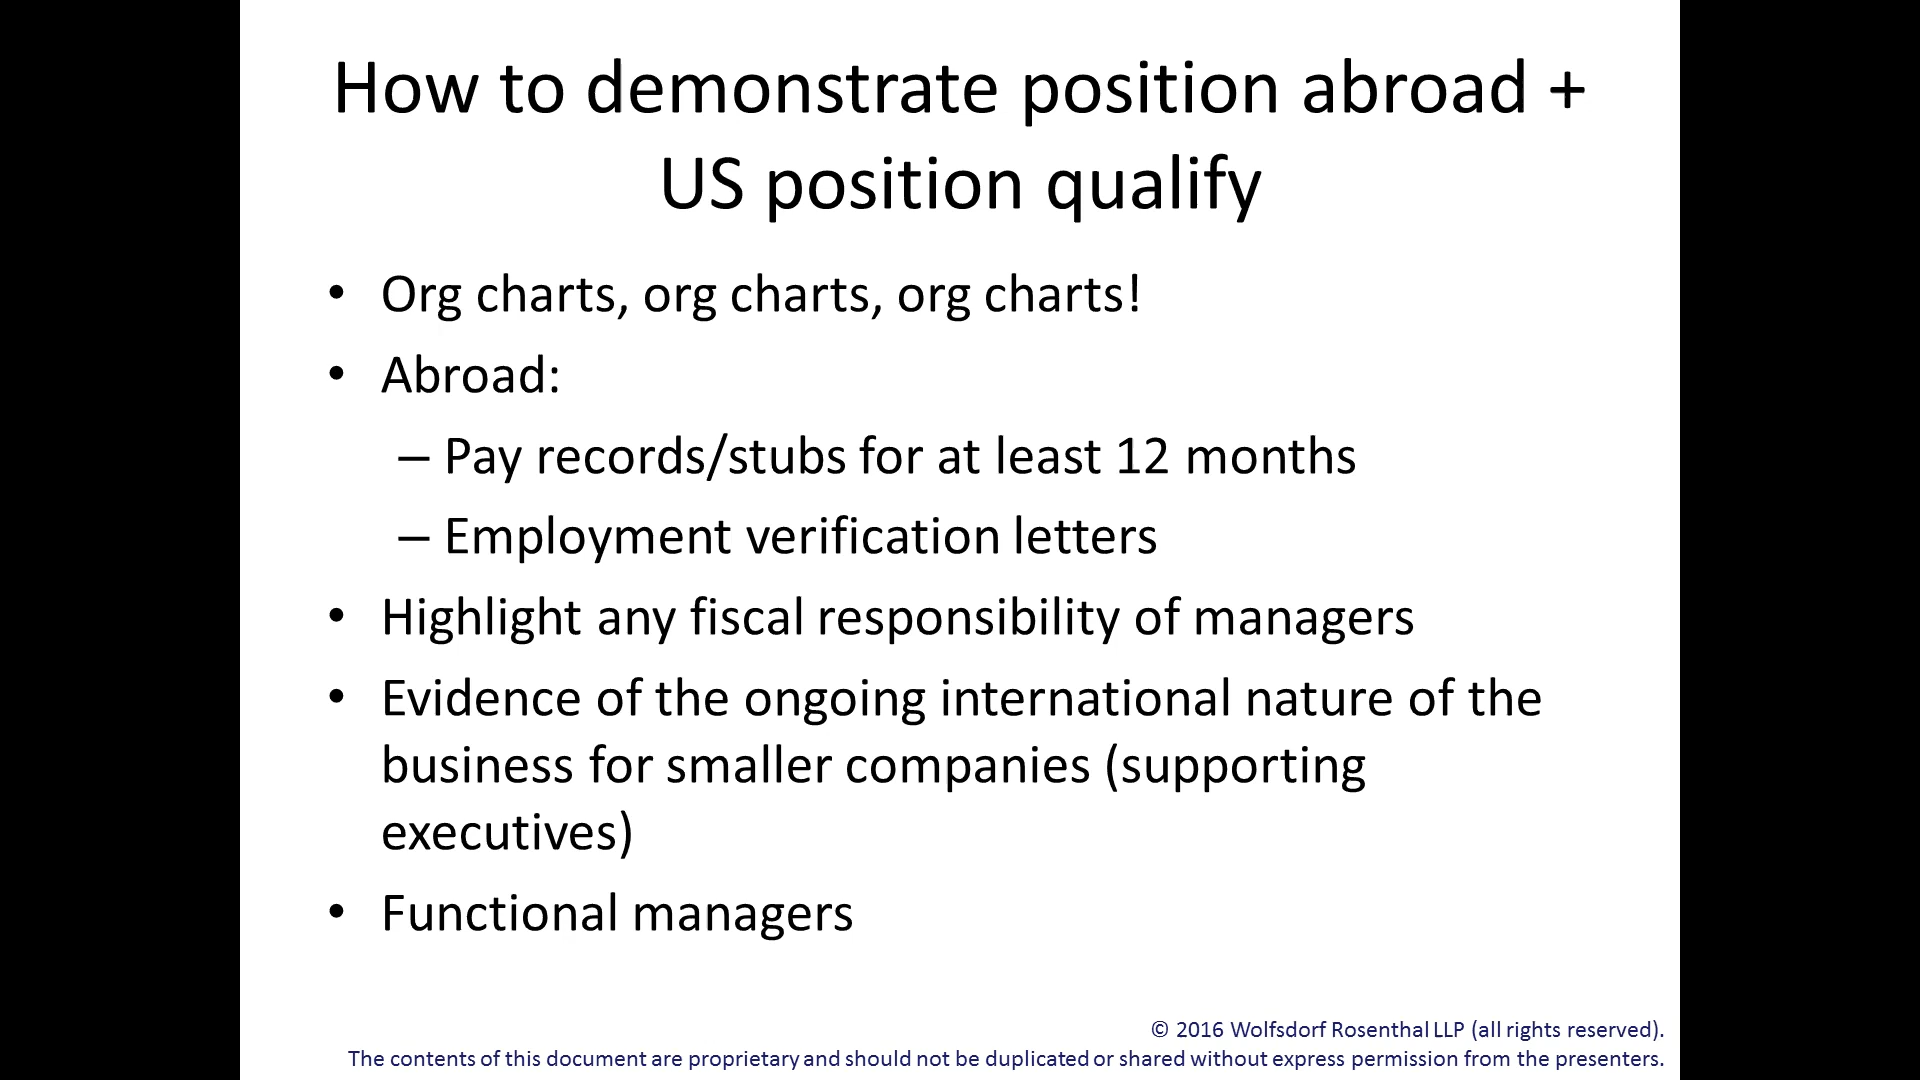 How to demonstrate position abroad +
US position qualify
• Org charts, org charts, org charts!
• Abroad:
– Pay records/stubs for at least 12 months
– Employment verification letters
• Highlight any fiscal responsibility of managers
• Evidence of the ongoing international nature of the
business for smaller companies (supporting
executives)
• Functional managers
© 2016 Wolfsdorf Rosenthal LLP (all rights reserved).
The contents of this document are proprietary and should not be duplicated or shared without express permission from the presenters.